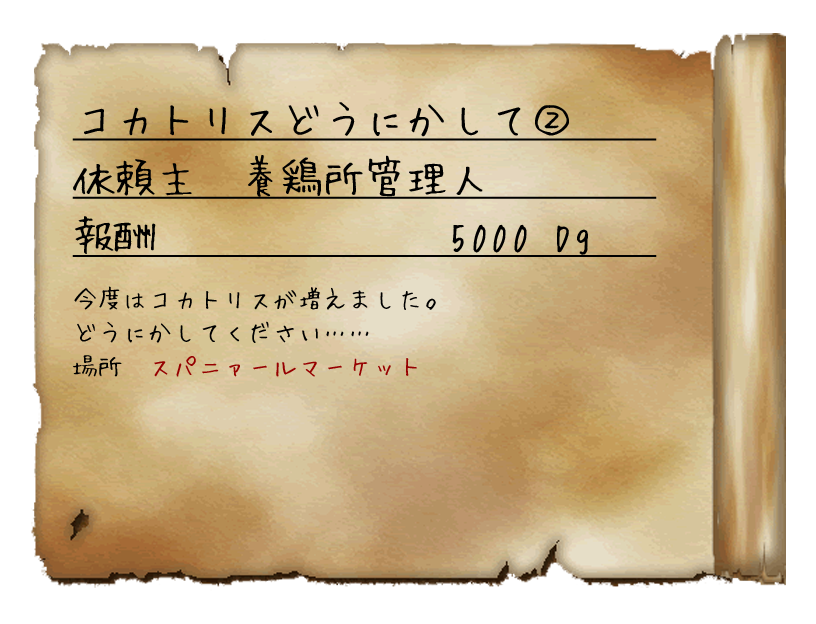 コカトリスどうにかして②
依頼主　養鶏所管理人
報酬　5000 Dg
今度はコカトリスが増えました。
どうにかしてください……
場所　スパニァールマーケット